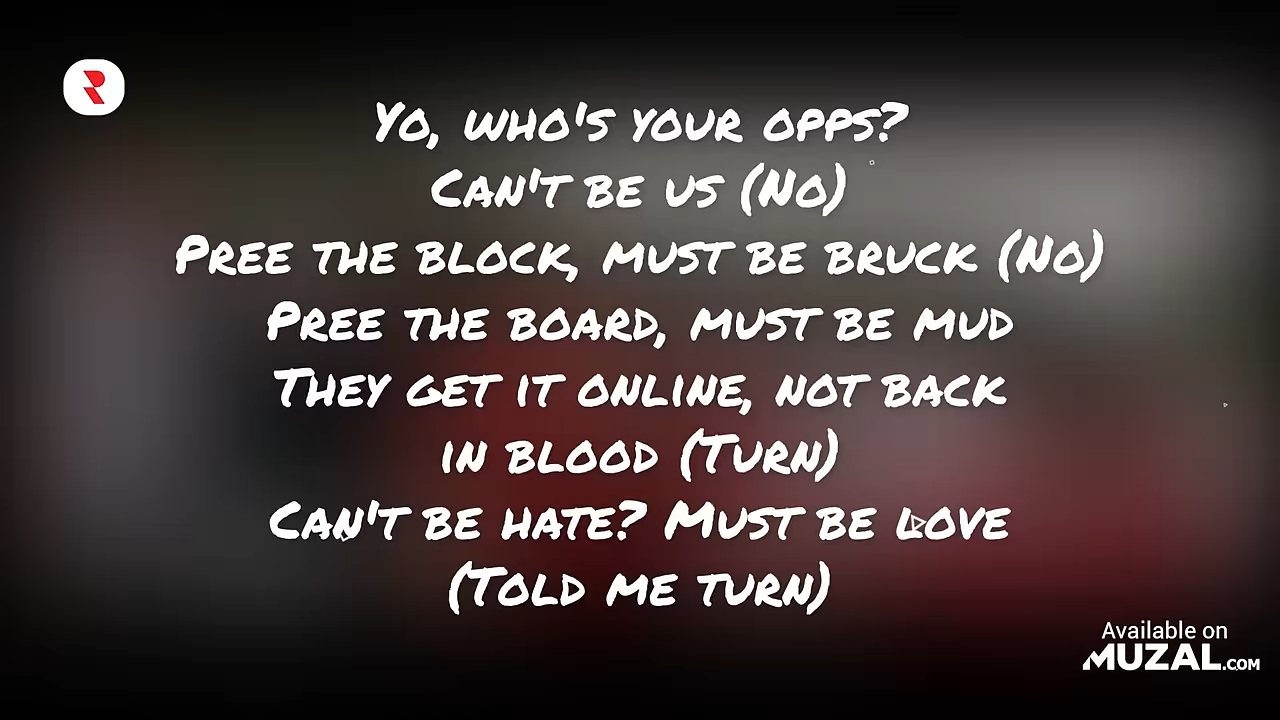 Yo, who's your opps?
Can't be us (No)
Pree the block, must be bruck (No)
Pree the board, must be mud
They get it online, not back
in blood (Turn)
Can't be hate? Must be love
(Told me turn)
Available on
MUZAL.COM